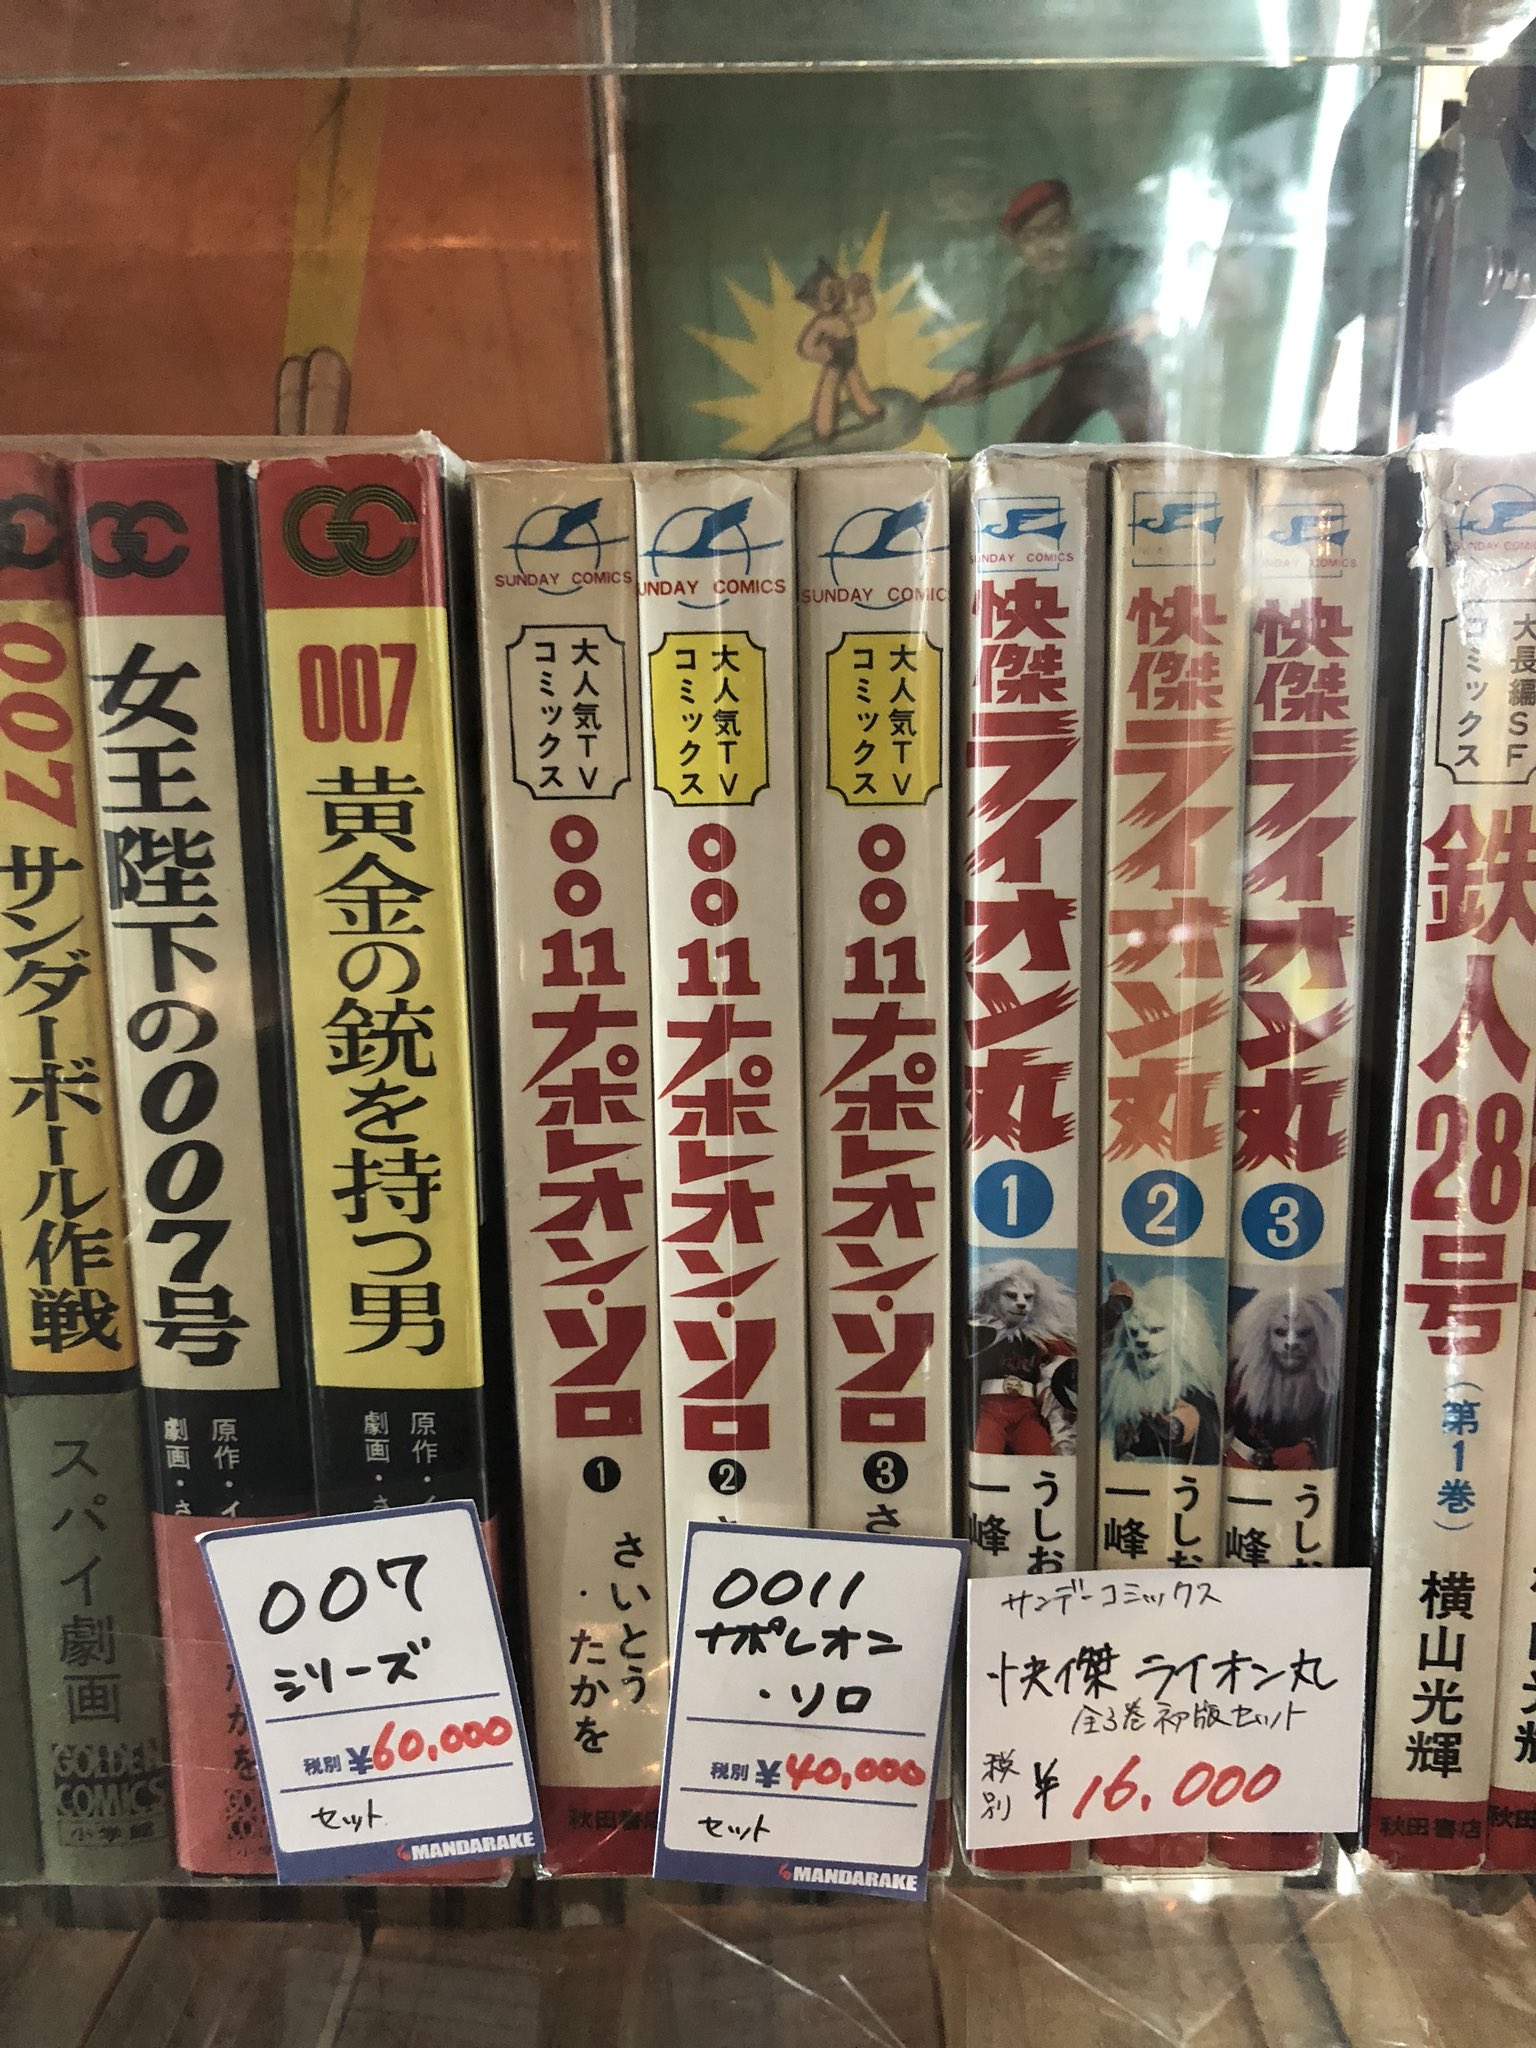 007
サンダーボール作戦
スパイ劇画
GOLDEN
COMICS
小学館
GC
女王陛下の007号
原作・イ
劇画・さ
GC
007
黄金の銃を持つ男
原作・イ
劇画・さ
SUNDAY COMICS
大人気TV
コミックス
0011ナポレオン・ソロ
1
さいとう
・たかを
秋田書店
UNDAY COMICS
大人気TV
コミックス
0011ナポレオン・ソロ
2
SUNDAY COMIC
大人気TV
コミックス
0011ナポレオン・ソロ
3
さ
UNDAY COMICS
快傑ライオン丸
1
うしお
一峰
快傑ライオン丸
2
うしお
一峰
快傑ライオン丸
3
うしお
一峰
SUNDAY COMIC
大長編SF
コミックス
鉄人28号
(第1巻)
横山光輝
秋田書店
007
シリーズ
税別¥60,000
セット
MANDARAKE
0011
ナポレオン
・ソロ
税別¥40,000
セット
MANDARAKE
サンデーコミックス
快傑ライオン丸
全3巻初版セット
税別¥16.000